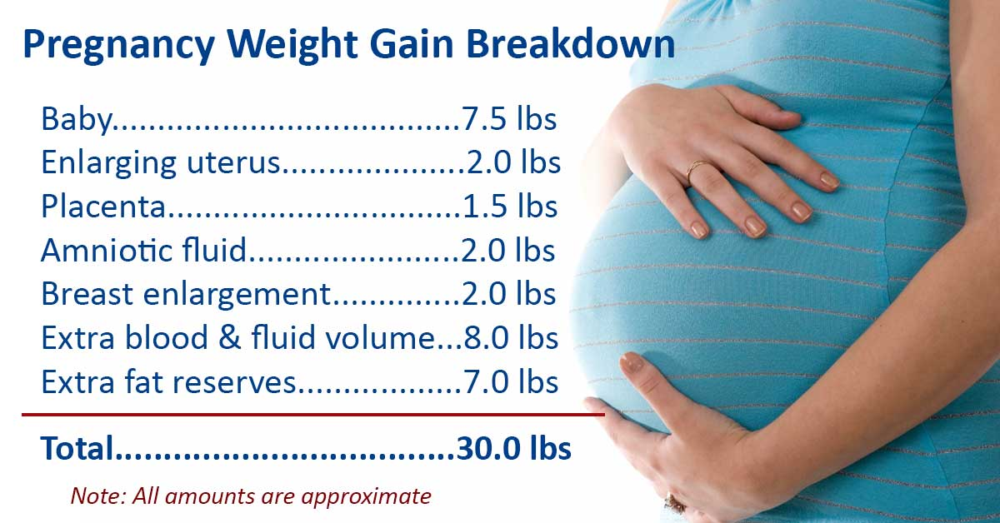 Pregnancy Weight Gain Breakdown
Baby......................................7.5 lbs
Enlarging uterus....................2.0 lbs
Placenta................................1.5 lbs
Amniotic fluid.......................2.0 lbs
Breast enlargement..............2.0 lbs
Extra blood & fluid volume...8.0 lbs
Extra fat reserves..................7.0 lbs
Total...................................30.0 lbs
Note: All amounts are approximate